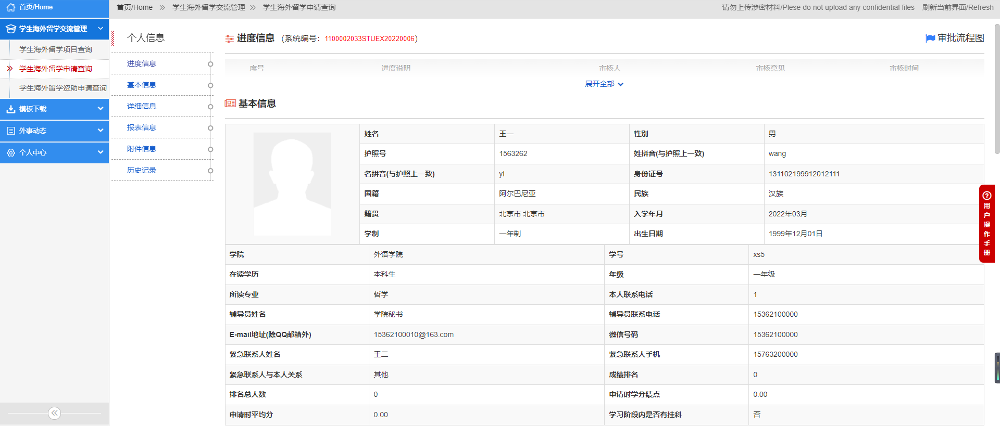 首页/Home
学生海外留学交流管理
学生海外留学项目查询
学生海外留学申请查询
学生海外留学资助申请查询
模板下载
外事动态
个人中心
首页/Home » 学生海外留学交流管理 » 学生海外留学申请查询
请勿上传涉密材料/Plese do not upload any confidential files 刷新当前界面/Refresh
个人信息
进度信息
基本信息
详细信息
报表信息
附件信息
历史记录
进度信息 (系统编号：1100002033STUEX20220006)
审批流程图
序号 进度说明 审核人 审核意见 审核时间
展开全部
基本信息
姓名 王一 性别 男
护照号 1563262 姓拼音(与护照上一致) wang
名拼音(与护照上一致) yi 身份证号 131102199912012111
国籍 阿尔巴尼亚 民族 汉族
籍贯 北京市 北京市 入学年月 2022年03月
学制 一年制 出生日期 1999年12月01日
学院 外语学院 学号 xs5
在读学历 本科生 年级 一年级
所读专业 哲学 本人联系电话 1
辅导员姓名 学院秘书 辅导员联系电话 15362100000
E-mail地址(除QQ邮箱外) 15362100010@163.com 微信号码 15362100000
紧急联系人姓名 王二 紧急联系人手机 15763200000
紧急联系人与本人关系 其他 成绩排名 0
排名总人数 0 申请时学分绩点 0.00
申请时平均分 0.00 学习阶段内是否有挂科 否
用户操作手册